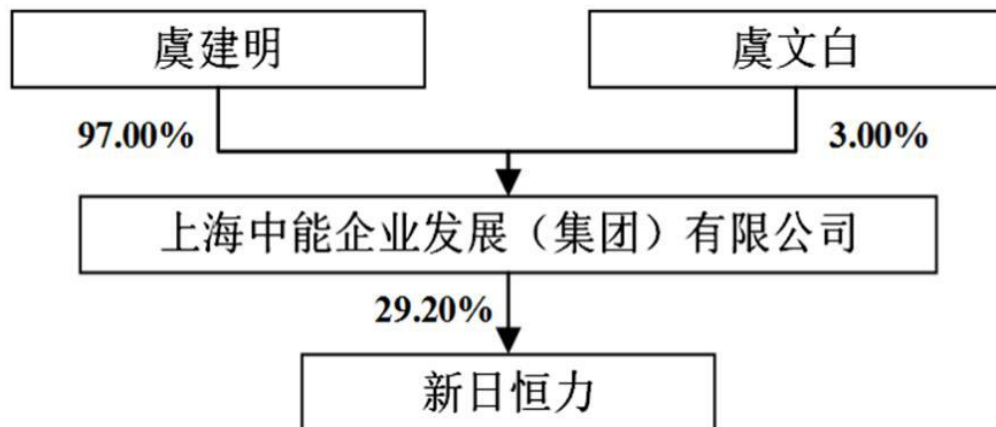 虞建明
虞文白
97.00%
3.00%
上海中能企业发展（集团）有限公司
29.20%
新日恒力